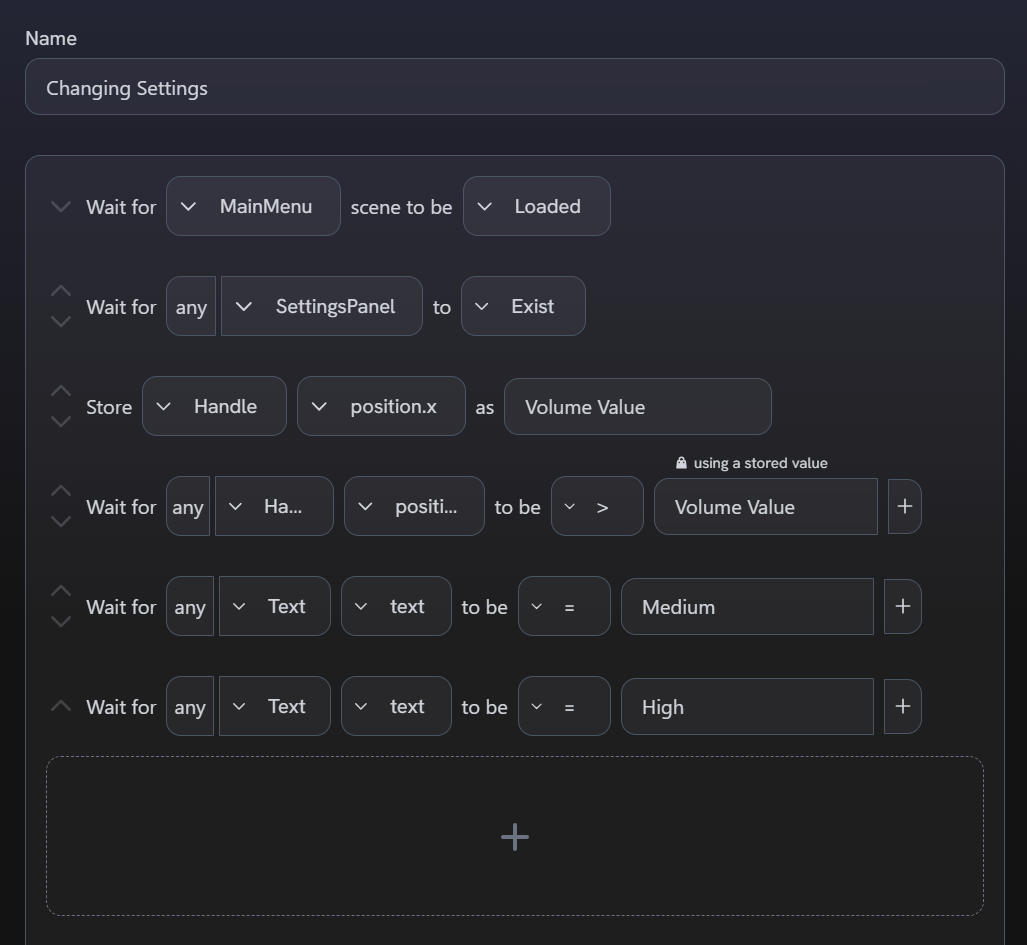 Name
Changing Settings
Wait for MainMenu scene to be Loaded
Wait for any SettingsPanel to Exist
Store Handle position.x as Volume Value
using a stored value
Wait for any Ha... positi... to be > Volume Value +
Wait for any Text text to be = Medium +
Wait for any Text text to be = High +
+